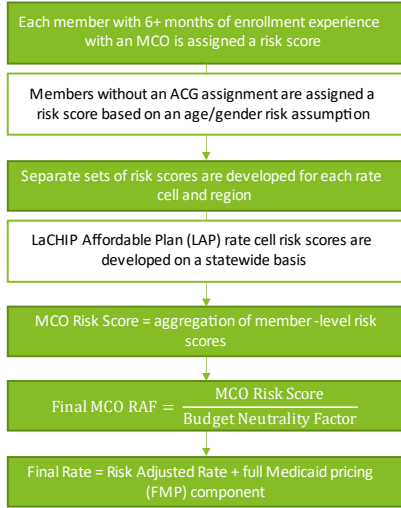 Each member with 6+ months of enrollment experience
with an MCO is assigned a risk score
Members without an ACG assignment are assigned a
risk score based on an age/gender risk assumption
Separate sets of risk scores are developed for each rate
cell and region
LaCHIP Affordable Plan (LAP) rate cell risk scores are
developed on a statewide basis
MCO Risk Score = aggregation of member -level risk
scores
Final MCO RAF = MCO Risk Score / Budget Neutrality Factor
Final Rate = Risk Adjusted Rate + full Medicaid pricing
(FMP) component